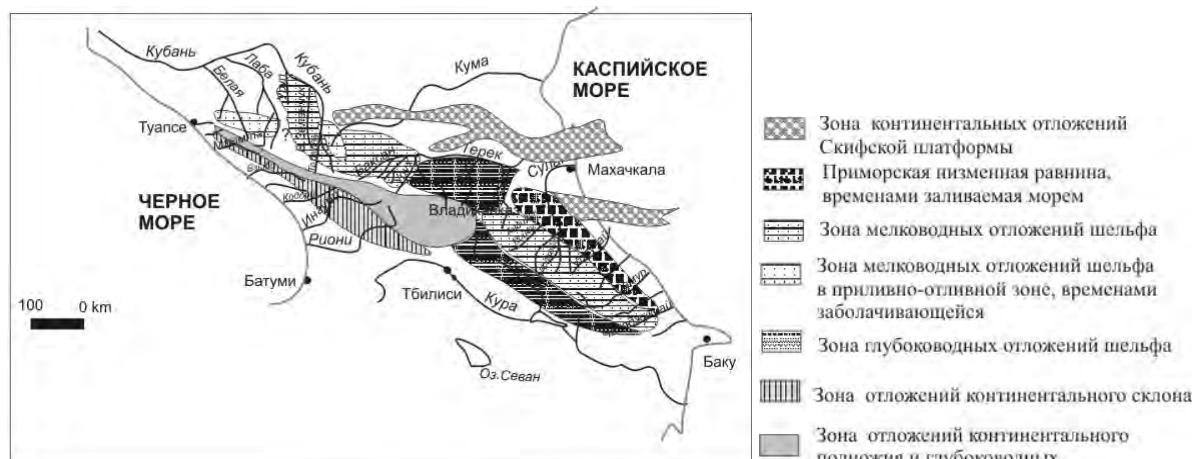 Кубань
Белая
Лаба
Кубань
Кума
КАСПИЙСКОЕ
МОРЕ
Туапсе
?
Терек
Махачкала
ЧЕРНОЕ
МОРЕ
Риони
Батуми
Тбилиси
Кура
Оз.Севан
Баку
100 0 km
Зона континентальных отложений
Скифской платформы
Приморская низменная равнина,
временами заливаемая морем
Зона мелководных отложений шельфа
Зона мелководных отложений шельфа
в приливно-отливной зоне, временами
заболачивающейся
Зона глубоководных отложений шельфа
Зона отложений континентального склона
Зона отложений континентального
подножия и глубоководных